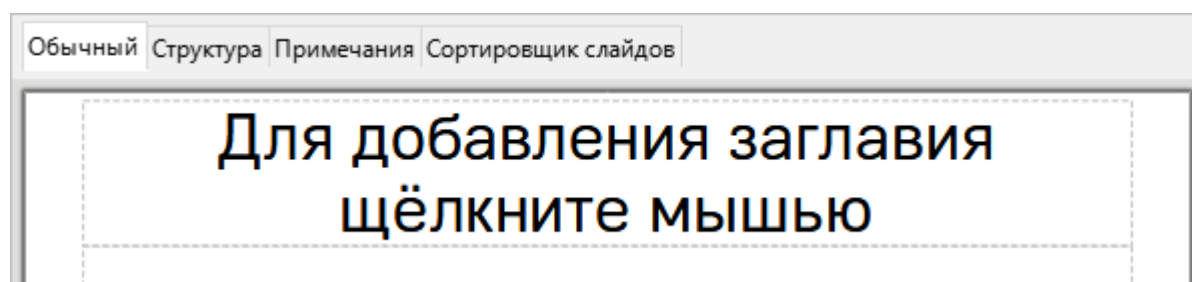 Обычный Структура Примечания Сортировщик слайдов
Для добавления заглавия
щёлкните мышью